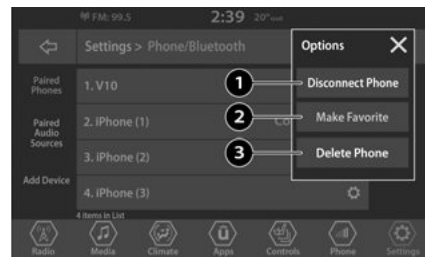 FM: 99.5 2:39 20° out
Settings > Phone/Bluetooth
Options
Paired
Phones
1. V10
1 Disconnect Phone
Paired
Audio
Sources
2. iPhone (1)
Co
2 Make Favorite
3. iPhone (2)
3 Delete Phone
Add Device
4. iPhone (3)
4 Items In List
Radio Media Climate Apps Controls Phone Settings